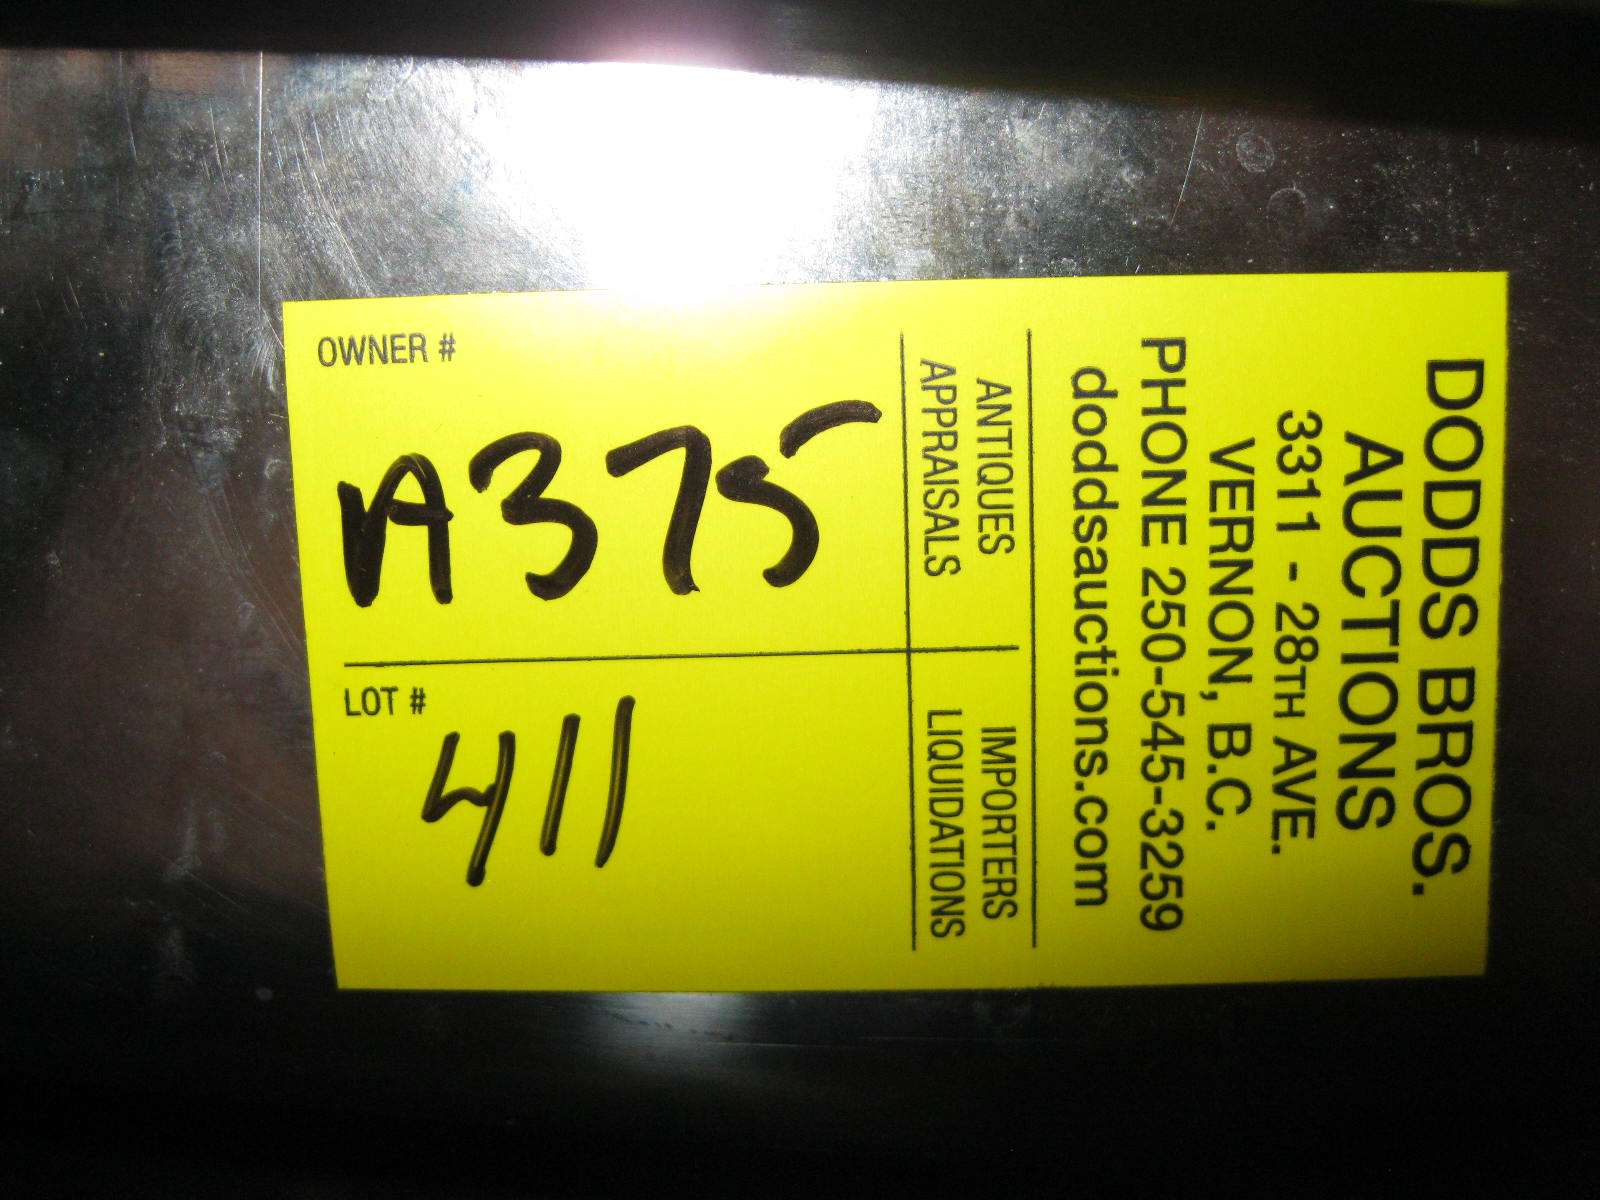 DODDS BROS.
AUCTIONS
3311 - 28TH AVE.
VERNON, B.C.
PHONE 250-545-3259
doddsauctions.com
ANTIQUES
APPRAISALS
IMPORTERS
LIQUIDATIONS
OWNER #
A375
LOT #
411